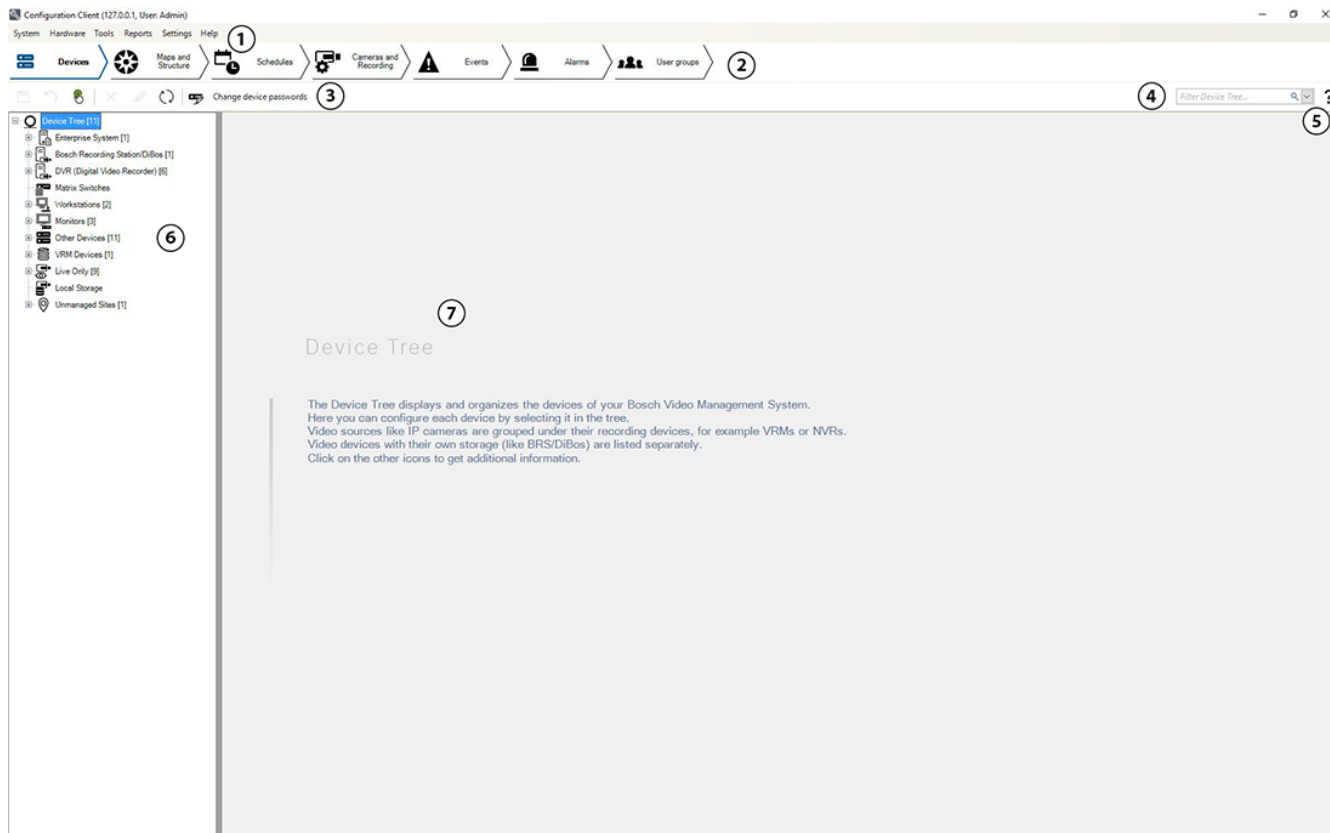 Configuration Client (127.0.0.1, User: Admin)
System Hardware Tools Reports Settings Help
1
Devices
Maps and
Structure
Schedules
Cameras and
Recording
Events
Alarms
User groups
2
Change device passwords
3
4
Filter Device Tree...
?
5
Device Tree [11]
Enterprise System [1]
Bosch Recording Station/DiBos [1]
DVR (Digital Video Recorder) [6]
Matrix Switches
Workstations [2]
Monitors [3]
Other Devices [11]
6
VRM Devices [1]
Live Only [9]
Local Storage
Unmanaged Sites [1]
7
Device Tree
The Device Tree displays and organizes the devices of your Bosch Video Management System.
Here you can configure each device by selecting it in the tree.
Video sources like IP cameras are grouped under their recording devices, for example VRMs or NVRs.
Video devices with their own storage (like BRS/DiBos) are listed separately.
Click on the other icons to get additional information.